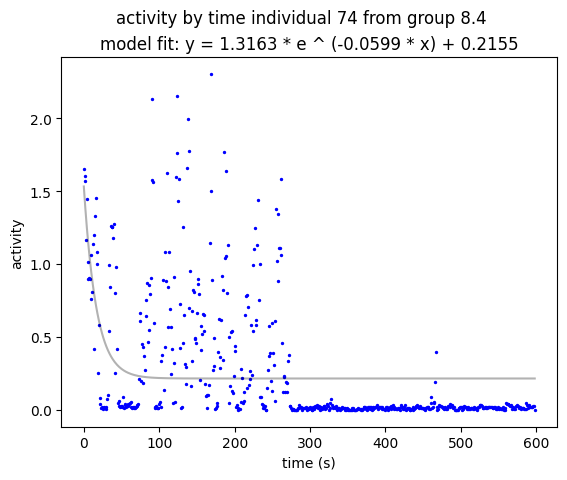 activity by time individual 74 from group 8.4
model fit: y = 1.3163 * e ^ (-0.0599 * x) + 0.2155
2.0
1.5
1.0
0.5
0.0
activity
0 100 200 300 400 500 600
time (s)